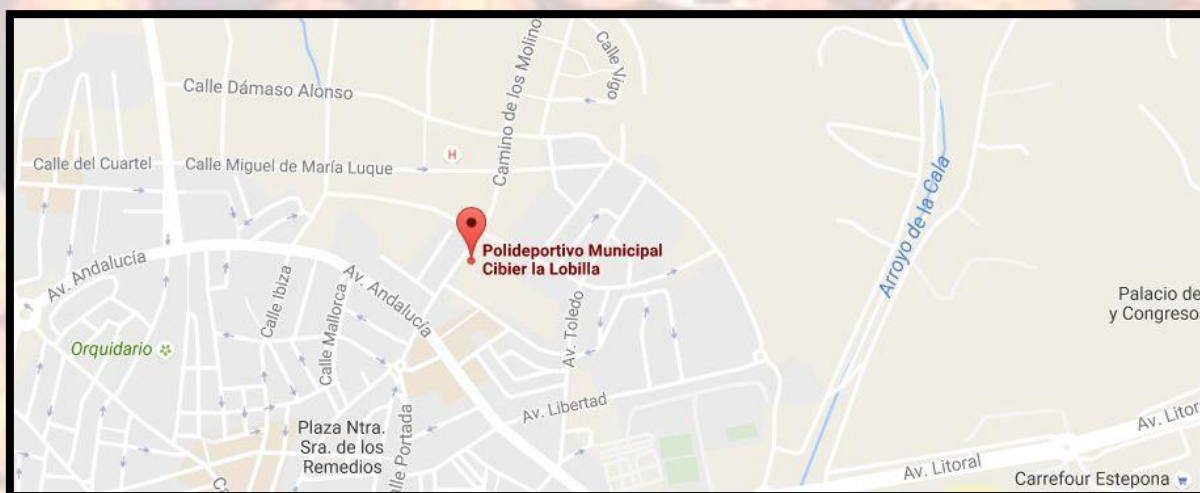 Calle Vigo
Camino de los Molino
Calle Dámaso Alonso
Calle del Cuartel
Calle Miguel de María Luque
H
Arroyo de la Cala
Polideportivo Municipal
Cibier la Lobilla
Av. Andalucía
Av. Andalucía
Calle Ibiza
Calle Mallorca
Av. Toledo
Palacio de
y Congreso
Orquidario
Av. Libertad
Plaza Ntra.
Sra. de los
Remedios
alle Portada
Ca
Av. Litoral
Av. Litor
Carrefour Estepona